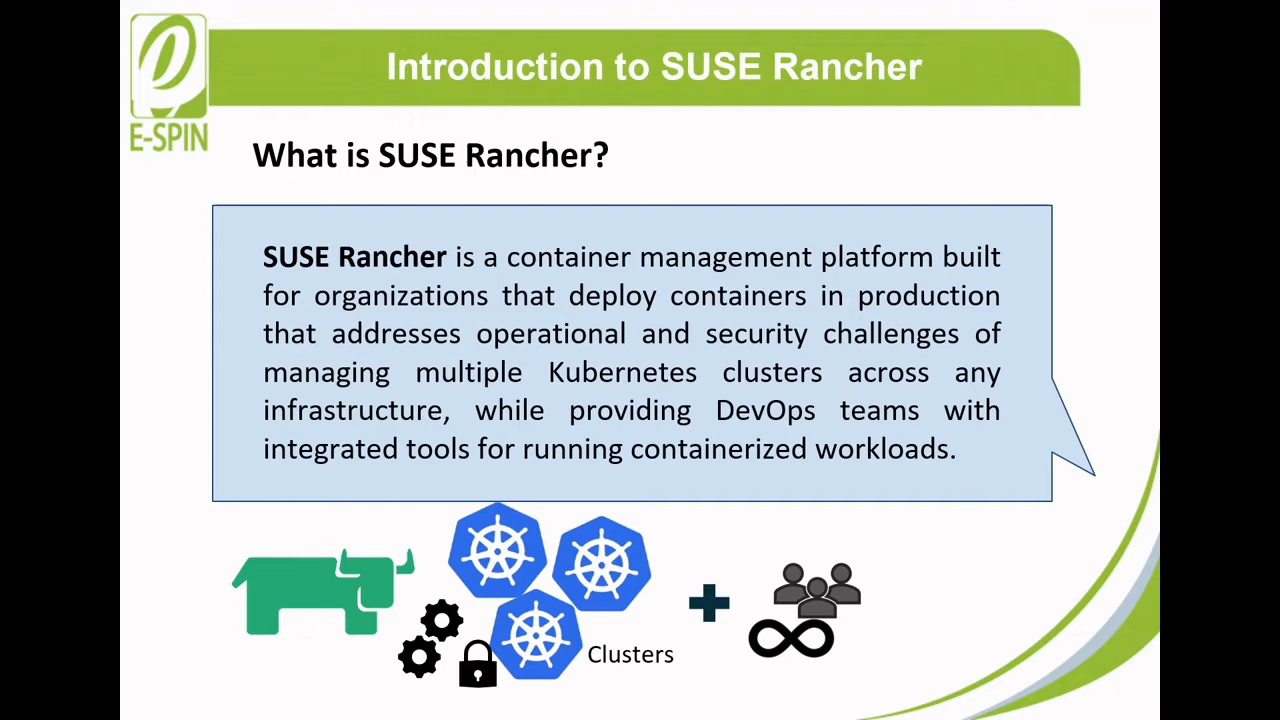 Introduction to SUSE Rancher
E-SPIN
What is SUSE Rancher?
SUSE Rancher is a container management platform built
for organizations that deploy containers in production
that addresses operational and security challenges of
managing multiple Kubernetes clusters across any
infrastructure, while providing DevOps teams with
integrated tools for running containerized workloads.
Clusters